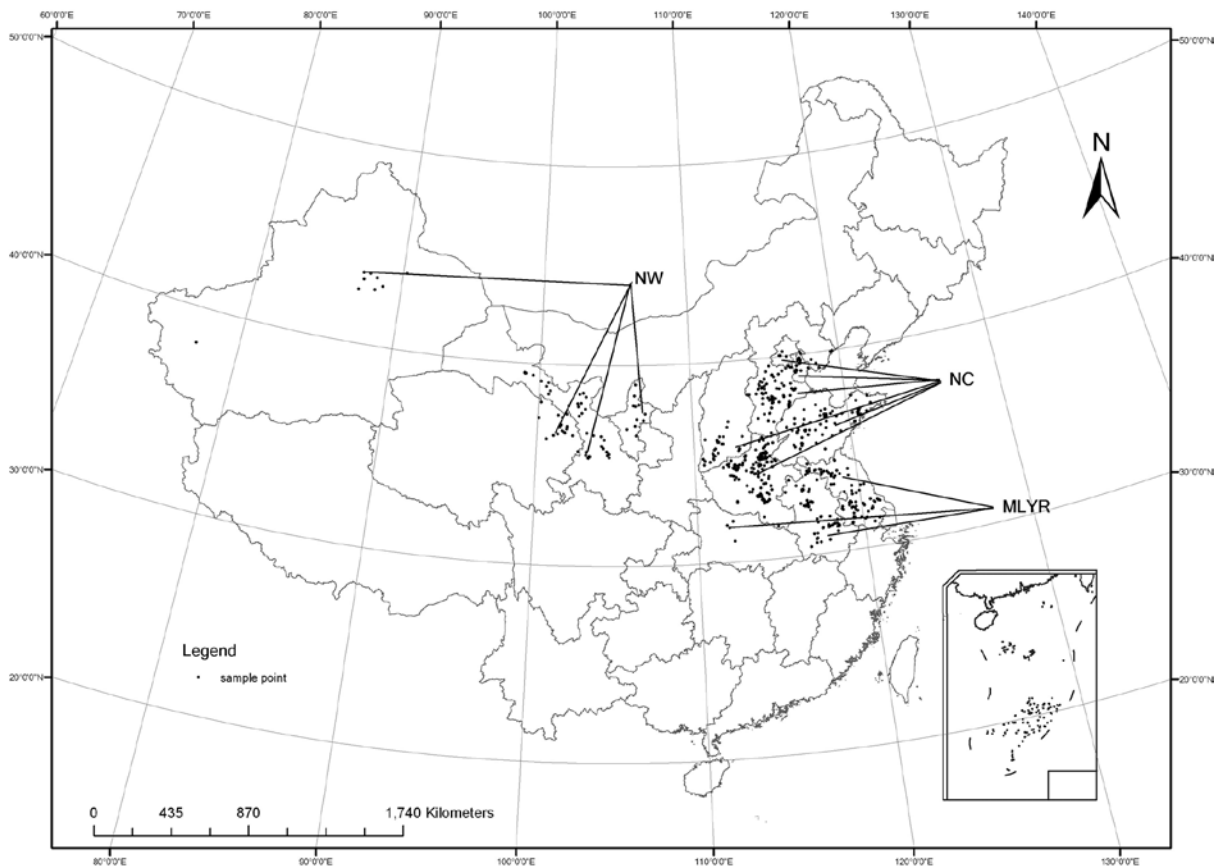 60°0'0"E 70°0'0"E 80°0'0"E 90°0'0"E 100°0'0"E 110°0'0"E 120°0'0"E 130°0'0"E 140°0'0"E
50°0'0"N 50°0'0"N
N
40°0'0"N 40°0'0"N
NW
NC
30°0'0"N 30°0'0"N
MLYR
Legend
sample point
20°0'0"N 20°0'0"N
0 435 870 1,740 Kilometers
80°0'0"E 90°0'0"E 100°0'0"E 110°0'0"E 120°0'0"E 130°0'0"E